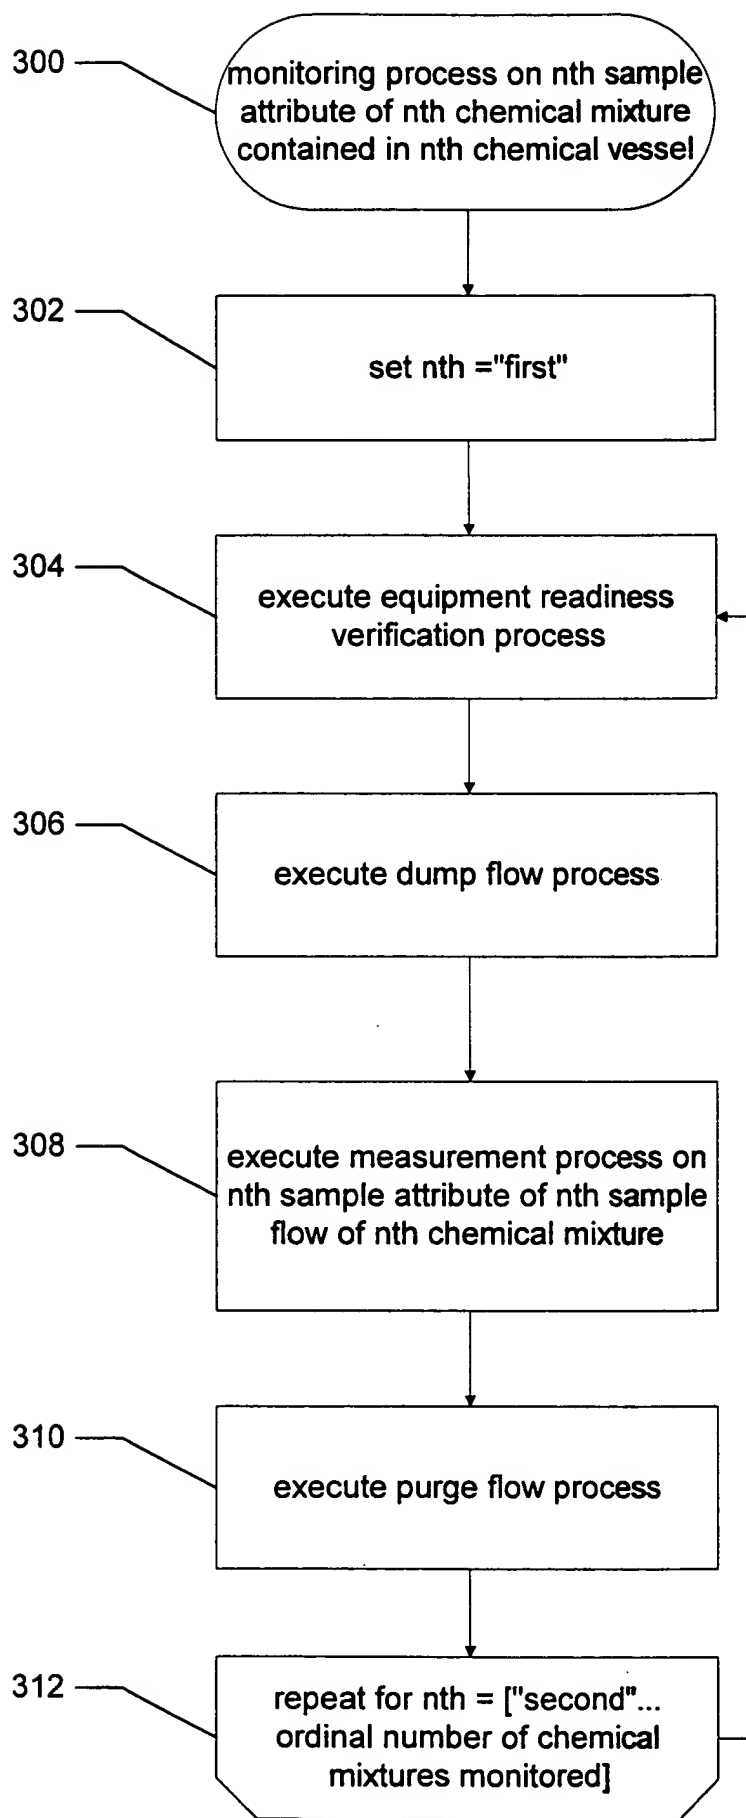 300
monitoring process on nth sample
attribute of nth chemical mixture
contained in nth chemical vessel
302
set nth ="first"
304
execute equipment readiness
verification process
306
execute dump flow process
308
execute measurement process on
nth sample attribute of nth sample
flow of nth chemical mixture
310
execute purge flow process
312
repeat for nth = ["second"...
ordinal number of chemical
mixtures monitored]